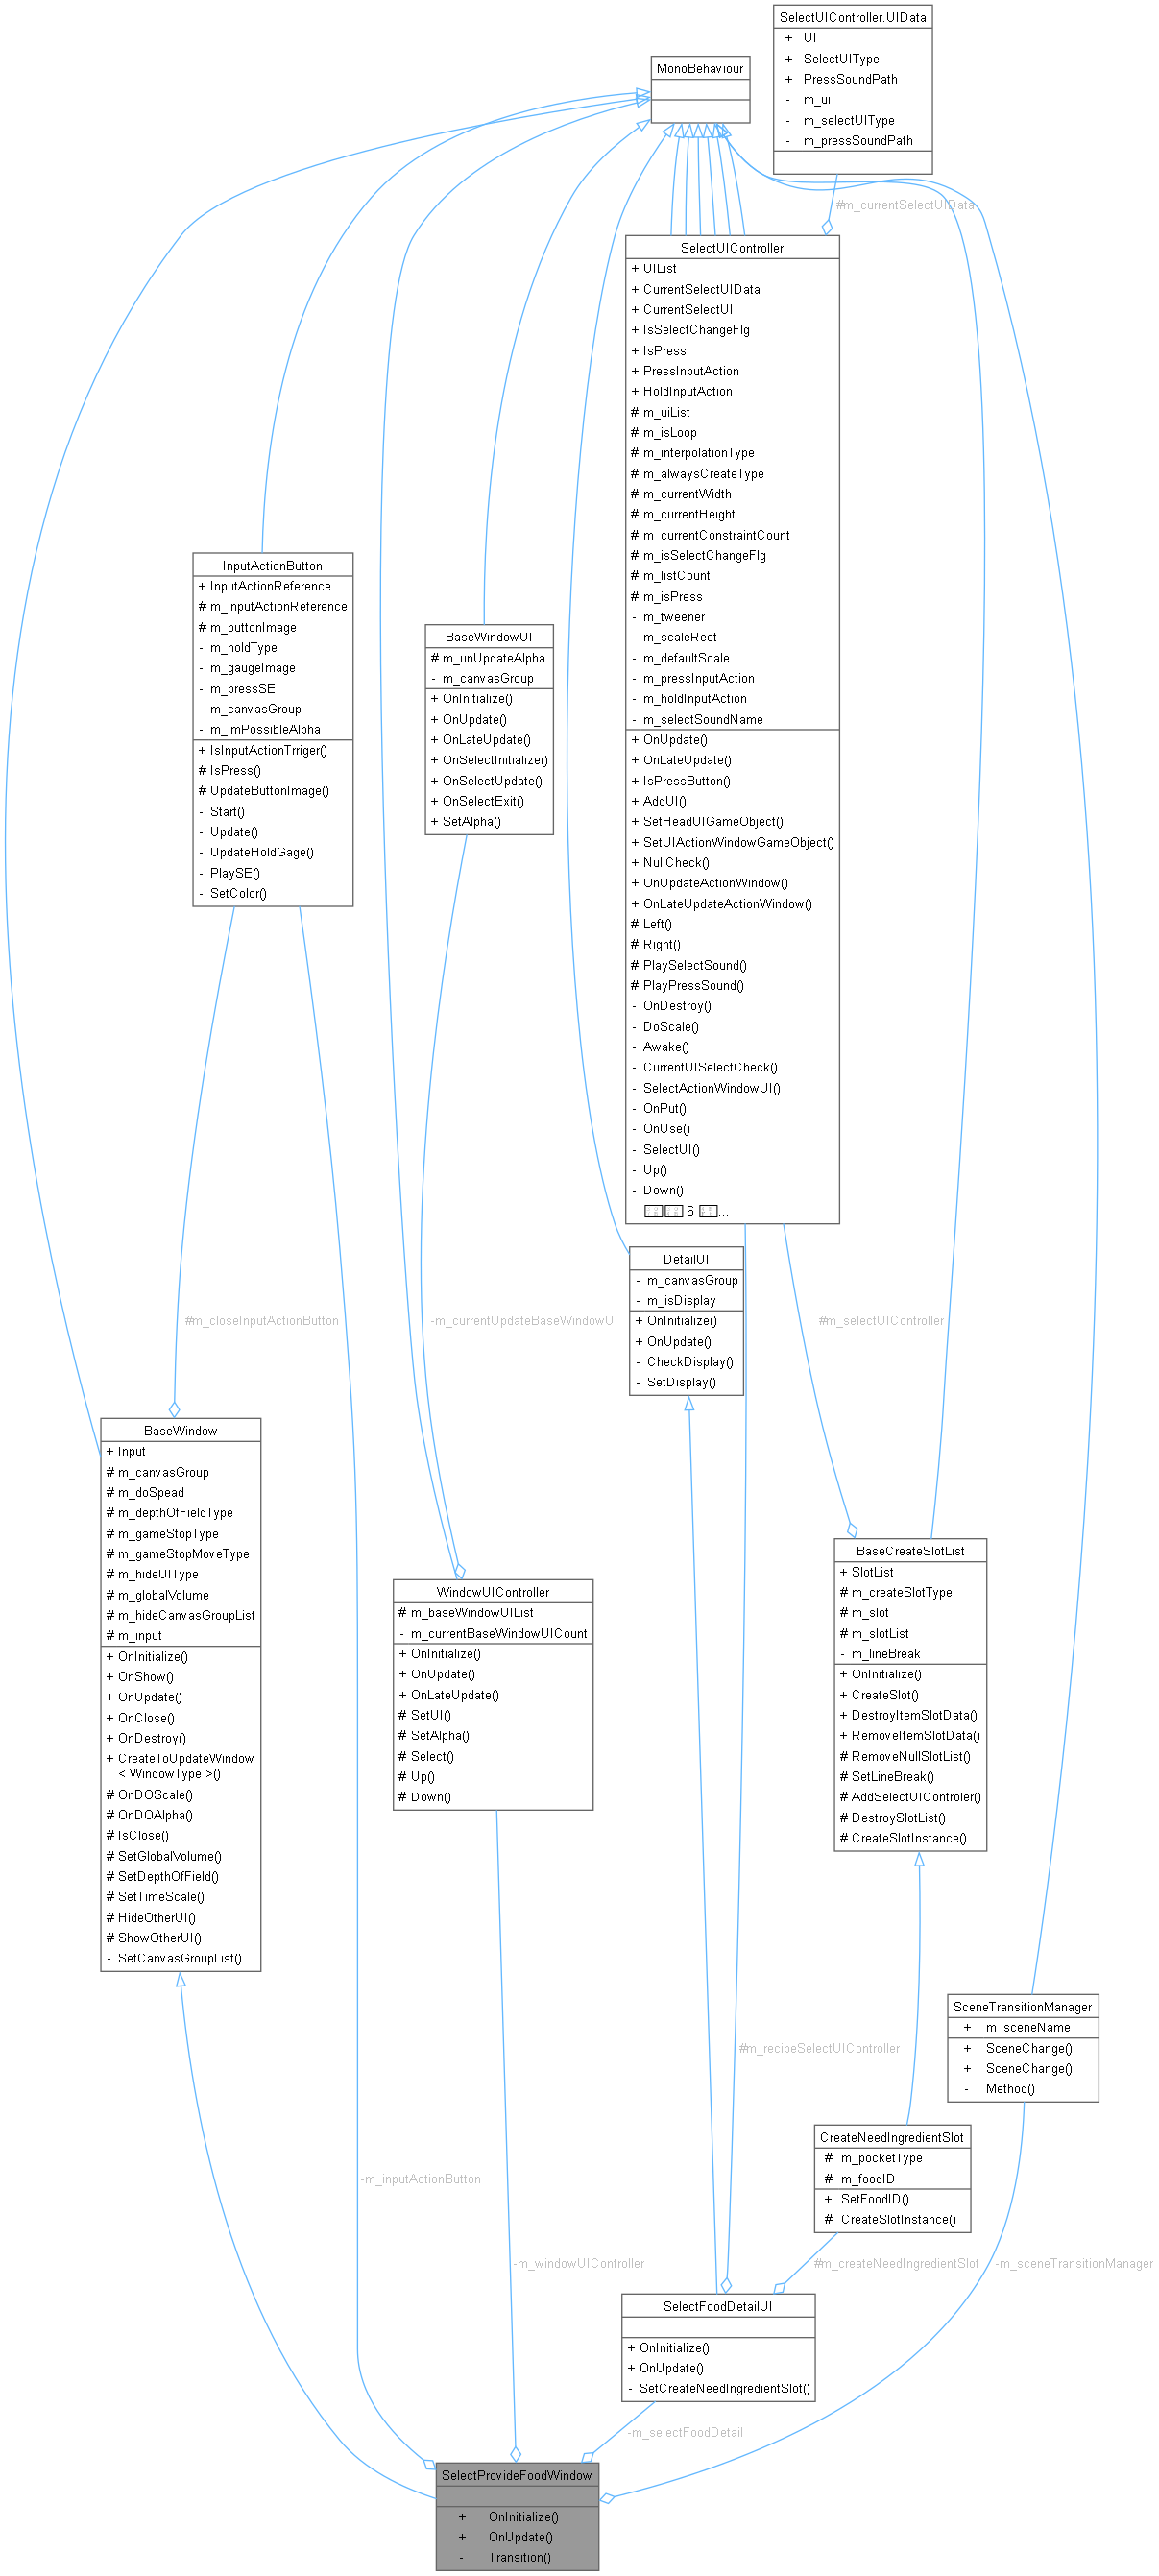 SelectUIController.UIData
+ UI
+ SelectUIType
+ PressSoundPath
- m_ui
- m_selectUIType
- m_pressSoundPath
MonoBehaviour
#m_currentSelectUIData
SelectUIController
+ UIList
+ CurrentSelectUIData
+ CurrentSelectUI
+ IsSelectChangeFlg
+ IsPress
+ PressInputAction
+ HoldInputAction
# m_uiList
# m_isLoop
# m_interpolationType
# m_alwaysCreateType
# m_currentWidth
# m_currentHeight
# m_currentConstraintCount
# m_isSelectChangeFlg
# m_listCount
# m_isPress
- m_tweener
- m_scaleRect
- m_defaultScale
- m_pressInputAction
- m_holdInputAction
- m_selectSoundName
+ OnUpdate()
+ OnLateUpdate()
+ IsPressButton()
+ AddUI()
+ SetHeadUIGameObject()
+ SetUIActionWindowGameObject()
+ NullCheck()
+ OnUpdateActionWindow()
+ OnLateUpdateActionWindow()
# Left()
# Right()
# PlaySelectSound()
# PlayPressSound()
- OnDestroy()
- DoScale()
- Awake()
- CurrentUISelectCheck()
- SelectActionWindowUI()
- OnPut()
- OnUse()
- SelectUI()
- Up()
- Down()
6 ...
InputActionButton
+ InputActionReference
# m_inputActionReference
# m_buttonImage
- m_holdType
- m_gaugeImage
- m_pressSE
- m_canvasGroup
- m_imPossibleAlpha
+ IsInputActionTrriger()
# IsPress()
# UpdateButtonImage()
- Start()
- Update()
- UpdateHoldGage()
- PlaySE()
- SetColor()
BaseWindowUI
# m_unUpdateAlpha
- m_canvasGroup
+ OnInitialize()
+ OnUpdate()
+ OnLateUpdate()
+ OnSelectInitialize()
+ OnSelectUpdate()
+ OnSelectExit()
+ SetAlpha()
DetailUI
- m_canvasGroup
- m_isDisplay
+ OnInitialize()
+ OnUpdate()
- CheckDisplay()
- SetDisplay()
#m_closeInputActionButton
-m_currentUpdateBaseWindowUI
#m_selectUIController
BaseWindow
+ Input
# m_canvasGroup
# m_doSpead
# m_depthOfFieldType
# m_gameStopType
# m_gameStopMoveType
# m_hideUIType
# m_globalVolume
# m_hideCanvasGroupList
# m_input
+ OnInitialize()
+ OnShow()
+ OnUpdate()
+ OnClose()
+ OnDestroy()
+ CreateToUpdateWindow
< WindowType >()
# OnDOScale()
# OnDOAlpha()
# IsClose()
# SetGlobalVolume()
# SetDepthOfField()
# SetTimeScale()
# HideOtherUI()
# ShowOtherUI()
- SetCanvasGroupList()
WindowUIController
# m_baseWindowUIList
- m_currentBaseWindowUICount
+ OnInitialize()
+ OnUpdate()
+ OnLateUpdate()
# SetUI()
# SetAlpha()
# Select()
# Up()
# Down()
BaseCreateSlotList
+ SlotList
# m_createSlotType
# m_slot
# m_slotList
- m_lineBreak
+ OnInitialize()
+ CreateSlot()
+ DestroyItemSlotData()
+ RemoveItemSlotData()
# RemoveNullSlotList()
# SetLineBreak()
# AddSelectUIControler()
# DestroySlotList()
# CreateSlotInstance()
SceneTransitionManager
+ m_sceneName
+ SceneChange()
+ SceneChange()
- Method()
#m_recipeSelectUIController
CreateNeedIngredientSlot
# m_pocketType
# m_foodID
+ SetFoodID()
# CreateSlotInstance()
-m_inputActionButton
-m_windowUIController
#m_createNeedIngredientSlot
-m_sceneTransitionManager
SelectFoodDetailUI
+ OnInitialize()
+ OnUpdate()
- SetCreateNeedIngredientSlot()
-m_selectFoodDetail
SelectProvideFoodWindow
+ OnInitialize()
+ OnUpdate()
- Transition()